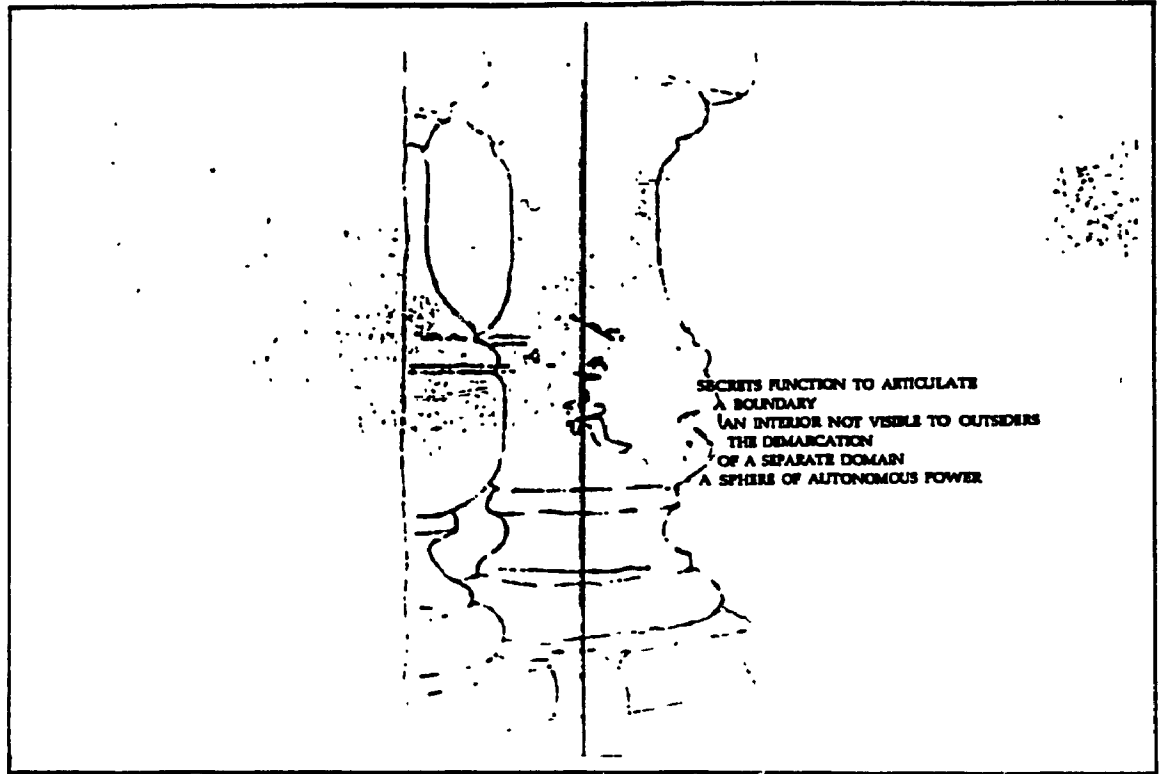 SECRETS FUNCTION TO ARTICULATE
A BOUNDARY
(AN INTERIOR NOT VISIBLE TO OUTSIDERS
THE DEMARCATION
OF A SEPARATE DOMAIN
A SPHERE OF AUTONOMOUS POWER